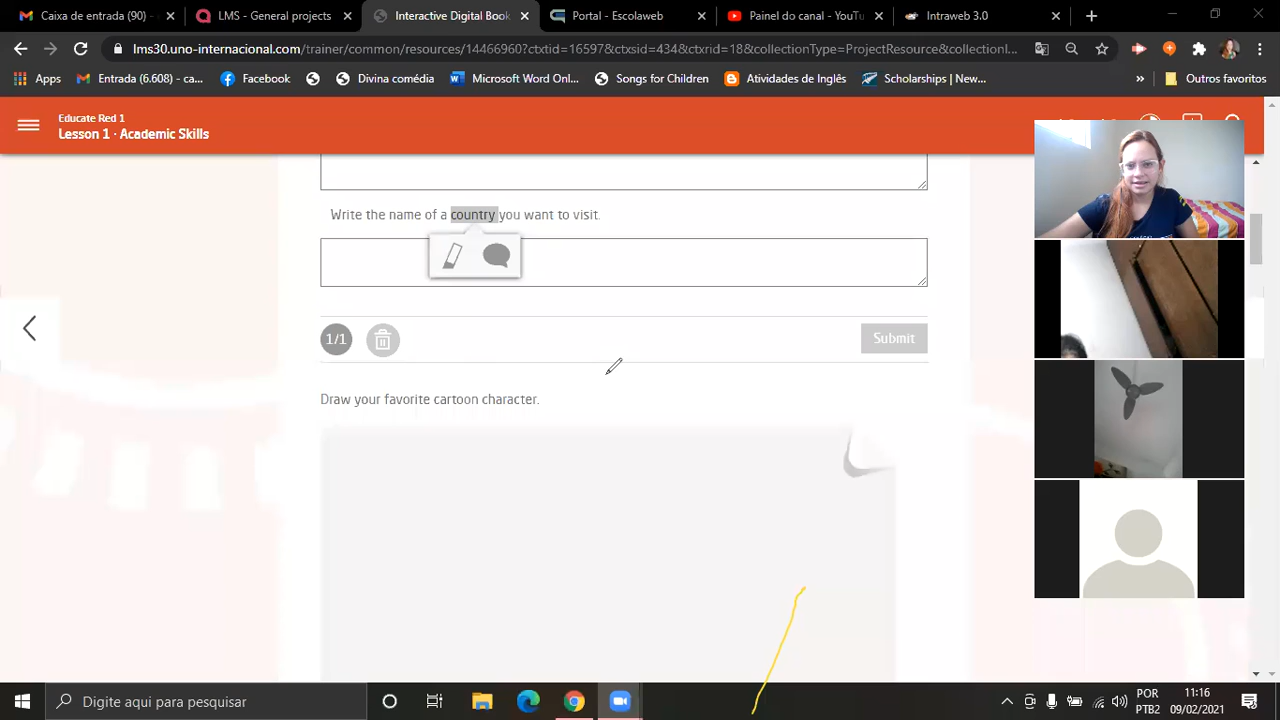 Caixa de entrada (90) -
LMS - General projects
Interactive Digital Book
Portal - Escolaweb
Painel do canal - YouTu
Intraweb 3.0
lms30.uno-internacional.com/trainer/common/resources/14466960?ctxtid=16597&ctxsid=434&ctxrid=18&collectionType=ProjectResource&collectionI...
Apps
Entrada (6.608) - ca...
Facebook
Divina comédia
Microsoft Word Onl...
Songs for Children
Atividades de Inglês
Scholarships | New...
»
Outros favoritos
Educate Red 1
Lesson 1 · Academic Skills
Write the name of a country you want to visit.
1/1
Submit
Draw your favorite cartoon character.
Digite aqui para pesquisar
POR
PTB2
11:16
09/02/2021